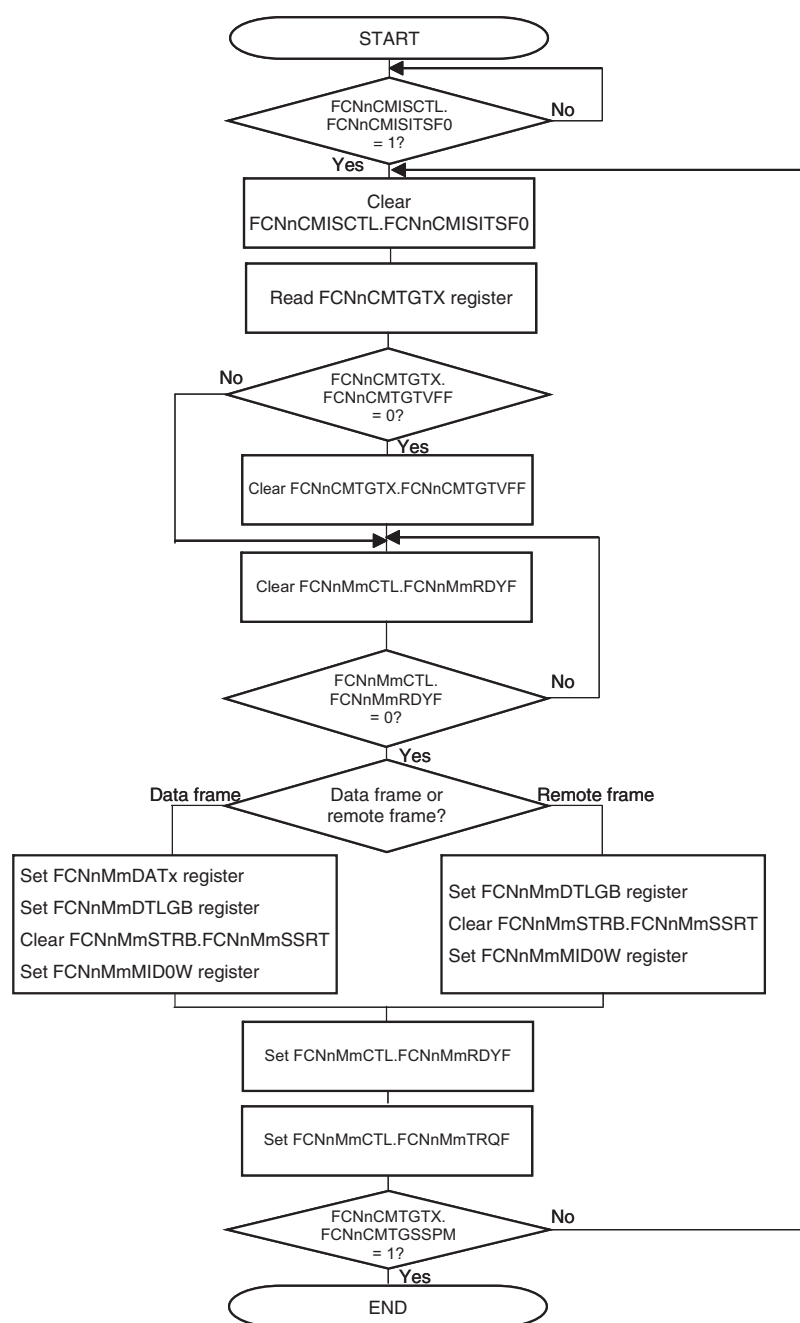 START
FCNnCMISCTL.
FCNnCMISITSF0
= 1?
No
Yes
Clear
FCNnCMISCTL.FCNnCMISITSF0
Read FCNnCMTGTX register
No
FCNnCMTGTX.
FCNnCMTGTVFF
= 0?
Yes
Clear FCNnCMTGTX.FCNnCMTGTVFF
Clear FCNnMmCTL.FCNnMmRDYF
FCNnMmCTL.
FCNnMmRDYF
= 0?
No
Yes
Data frame
Data frame or
remote frame?
Remote frame
Set FCNnMmDATx register
Set FCNnMmDTLGB register
Clear FCNnMmSTRB.FCNnMmSSRT
Set FCNnMmMID0W register
Set FCNnMmDTLGB register
Clear FCNnMmSTRB.FCNnMmSSRT
Set FCNnMmMID0W register
Set FCNnMmCTL.FCNnMmRDYF
Set FCNnMmCTL.FCNnMmTRQF
FCNnCMTGTX.
FCNnCMTGSSPM
= 1?
No
Yes
END